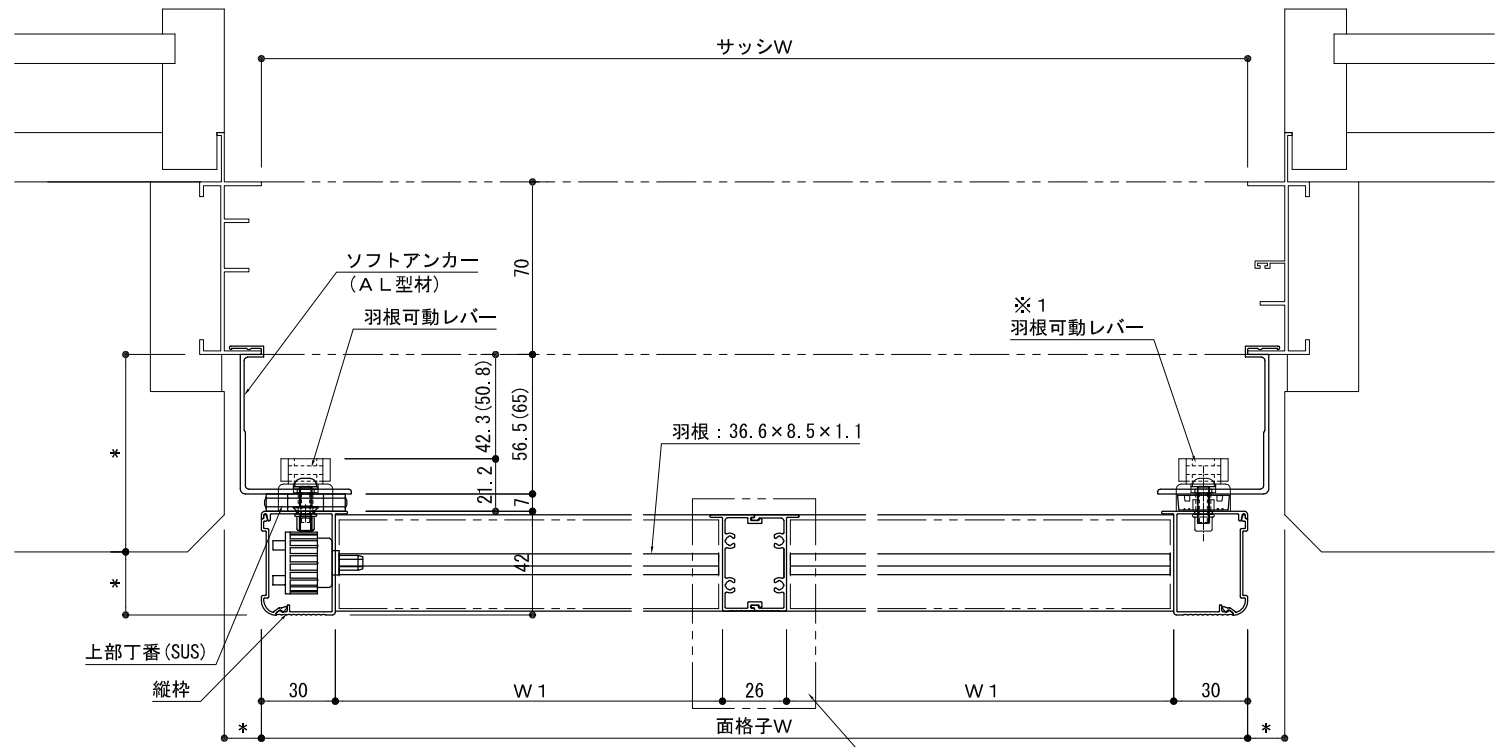 サッシW
70
ソフトアンカー
(AL型材)
羽根可動レバー
※1
羽根可動レバー
42.3(50.8)
56.5(65)
羽根：36.6×8.5×1.1
*
21.2
7
42
*
上部丁番(SUS)
縦枠
30
W1
26
W1
30
*
面格子W
*